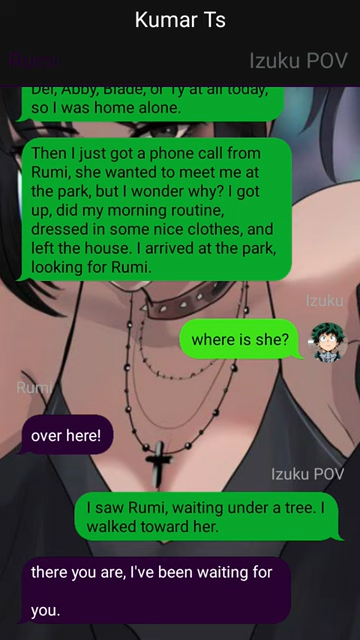 Kumar Ts
Rumi
Izuku POV
Del, Abby, Blade, or Ty at all today,
so I was home alone.
Then I just got a phone call from
Rumi, she wanted to meet me at
the park, but I wonder why? I got
up, did my morning routine,
dressed in some nice clothes, and
left the house. I arrived at the park,
looking for Rumi.
Izuku
where is she?
Rumi
over here!
Izuku POV
I saw Rumi, waiting under a tree. I
walked toward her.
there you are, I've been waiting for
you.